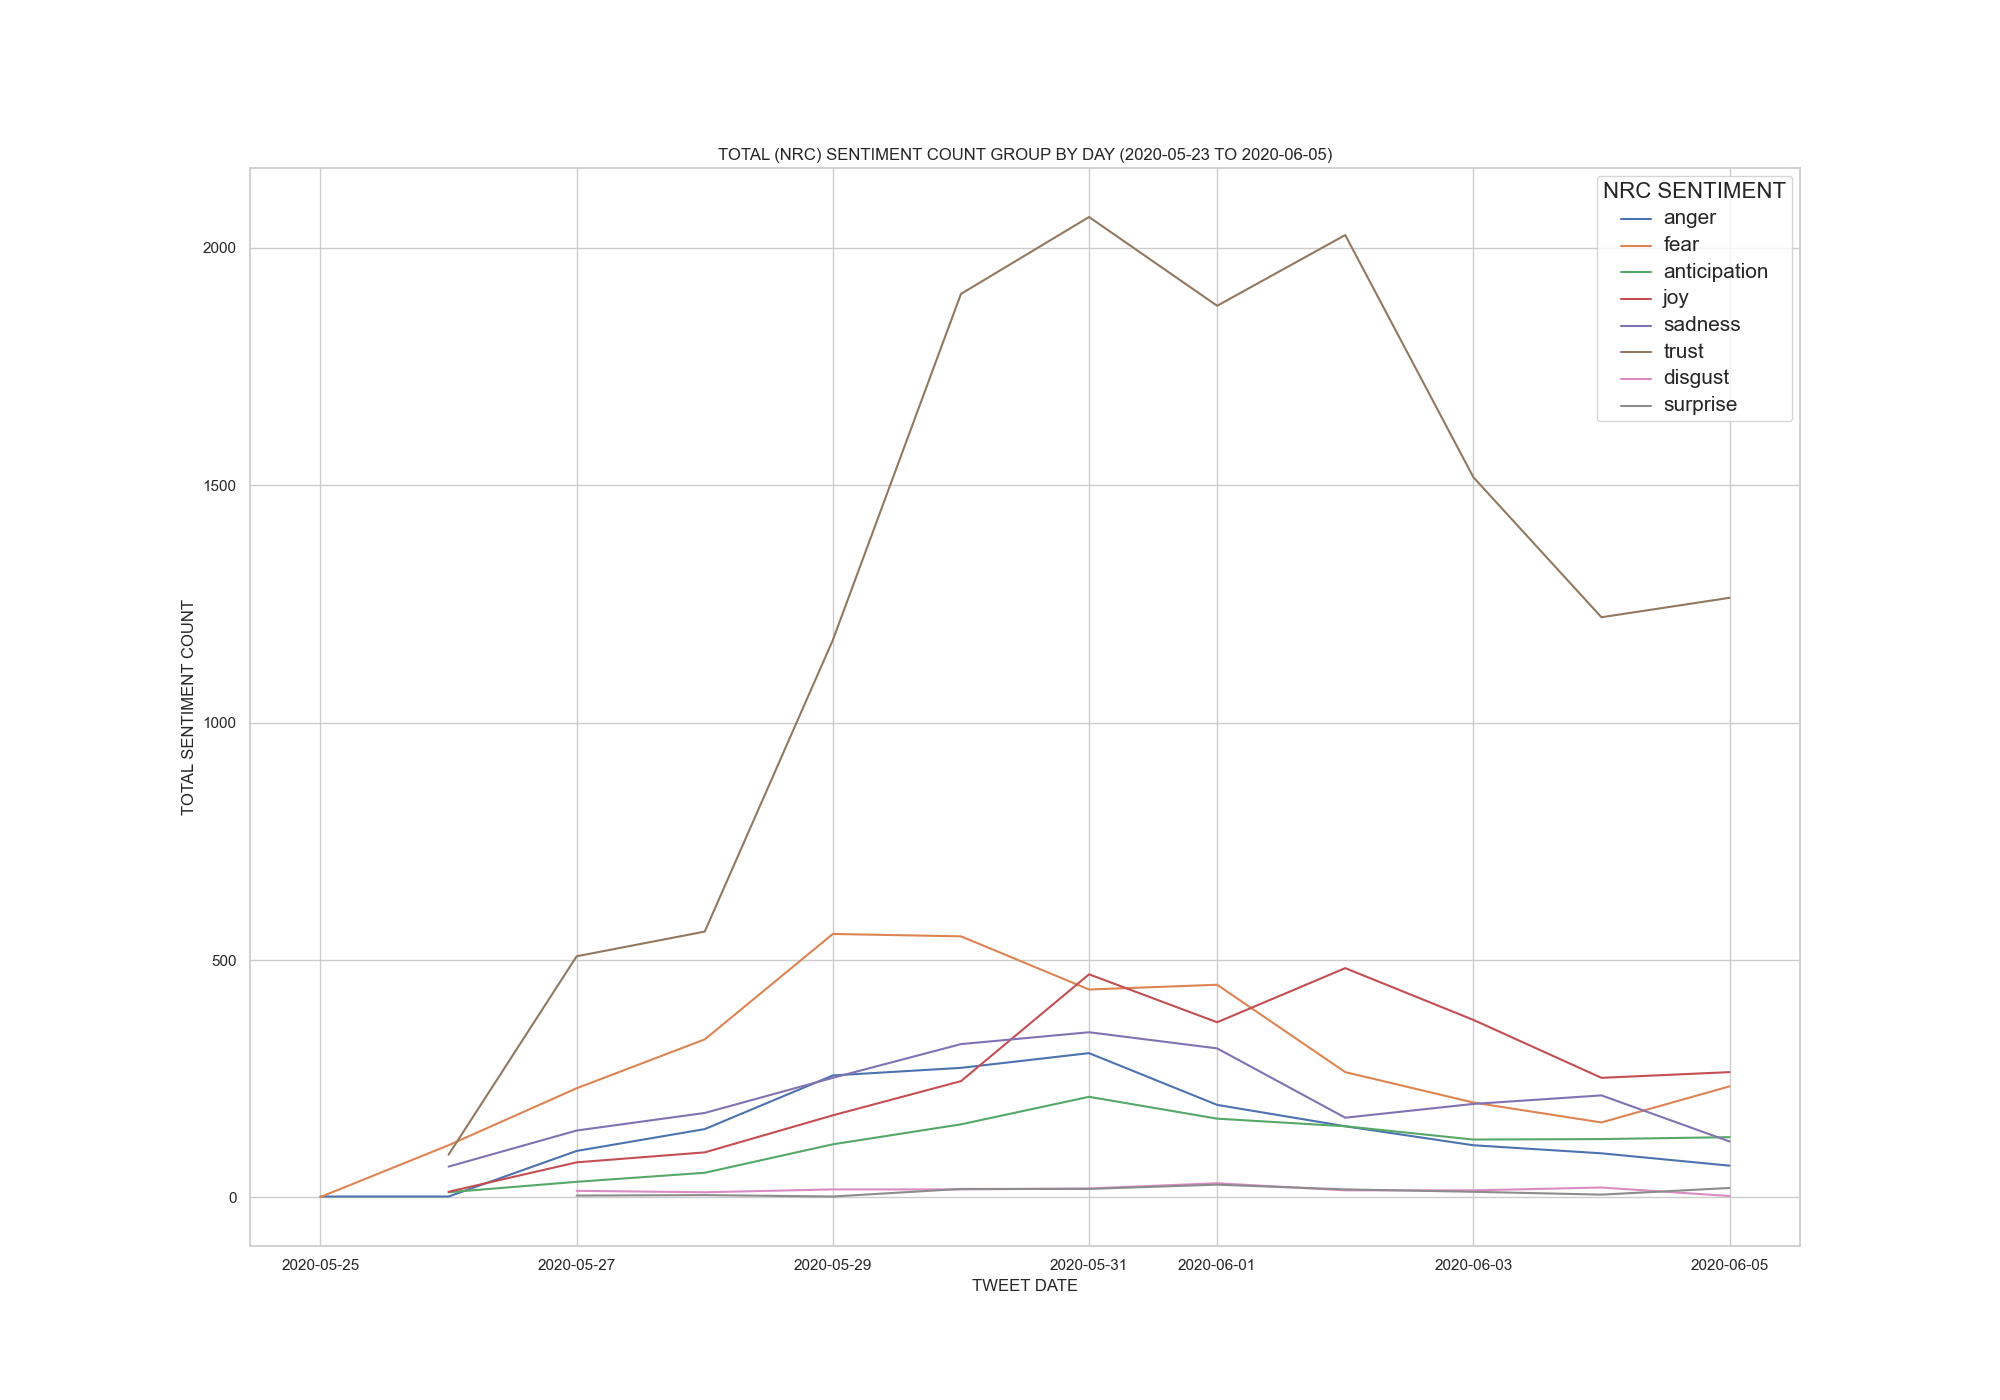 TOTAL (NRC) SENTIMENT COUNT GROUP BY DAY (2020-05-23 TO 2020-06-05)
NRC SENTIMENT
anger
fear
anticipation
joy
sadness
trust
disgust
surprise
TOTAL SENTIMENT COUNT
2000
1500
1000
500
0
2020-05-25 2020-05-27 2020-05-29 2020-05-31 2020-06-01 2020-06-03 2020-06-05
TWEET DATE